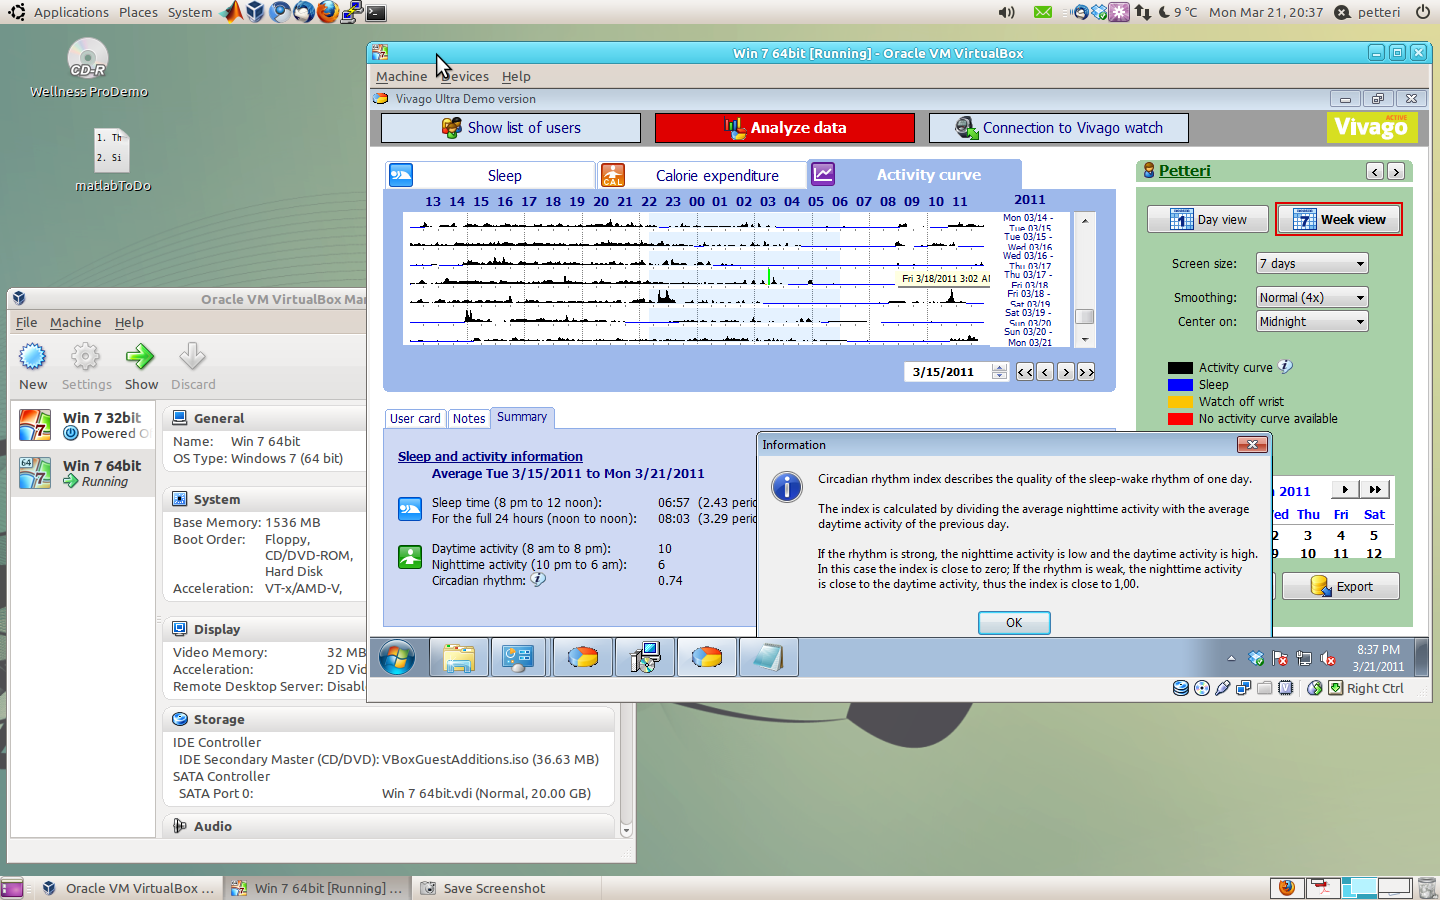 Applications Places System
9 °C Mon Mar 21, 20:37 petteri
CD-R
Wellness ProDemo
1. Th
2. Si
matlabToDo
Win 7 64bit [Running] - Oracle VM VirtualBox
Machine Devices Help
Vivago Ultra Demo version
Show list of users
Analyze data
Connection to Vivago watch
Vivago
ACTIVE
Sleep
CAL
Calorie expenditure
Activity curve
13 14 15 16 17 18 19 20 21 22 23 00 01 02 03 04 05 06 07 08 09 10 11
2011
Mon 03/14 -
Tue 03/15
Tue 03/15 -
Wed 03/16
Wed 03/16 -
Thu 03/17
Thu 03/17 -
Fri 03/18
Fri 03/18 -
Sat 03/19
Sat 03/19 -
Sun 03/20
Sun 03/20 -
Mon 03/21
Fri 3/18/2011 3:02 AM
3/15/2011
<< < > >>
Petteri
< >
1 Day view
7 Week view
Screen size: 7 days
Smoothing: Normal (4x)
Center on: Midnight
Activity curve
Sleep
Watch off wrist
No activity curve available
2011
Wed Thu Fri Sat
2 3 4 5
9 10 11 12
Export
User card Notes Summary
Sleep and activity information
Average Tue 3/15/2011 to Mon 3/21/2011
Sleep time (8 pm to 12 noon): 06:57 (2.43 peri
For the full 24 hours (noon to noon): 08:03 (3.29 peri
Daytime activity (8 am to 8 pm): 10
Nighttime activity (10 pm to 6 am): 6
Circadian rhythm: 0.74
Information
Circadian rhythm index describes the quality of the sleep-wake rhythm of one day.
The index is calculated by dividing the average nighttime activity with the average
daytime activity of the previous day.
If the rhythm is strong, the nighttime activity is low and the daytime activity is high.
In this case the index is close to zero; If the rhythm is weak, the nighttime activity
is close to the daytime activity, thus the index is close to 1,00.
OK
8:37 PM
3/21/2011
Right Ctrl
Oracle VM VirtualBox Man
File Machine Help
New Settings Show Discard
Win 7 32bit
Powered O
64
Win 7 64bit
Running
General
Name: Win 7 64bit
OS Type: Windows 7 (64 bit)
System
Base Memory: 1536 MB
Boot Order: Floppy,
CD/DVD-ROM,
Hard Disk
Acceleration: VT-x/AMD-V,
Display
Video Memory: 32 MB
Acceleration: 2D Vid
Remote Desktop Server: Disabl
Storage
IDE Controller
IDE Secondary Master (CD/DVD): VBoxGuestAdditions.iso (36.63 MB)
SATA Controller
SATA Port 0: Win 7 64bit.vdi (Normal, 20.00 GB)
Audio
Oracle VM VirtualBox ...
Win 7 64bit [Running] ...
Save Screenshot